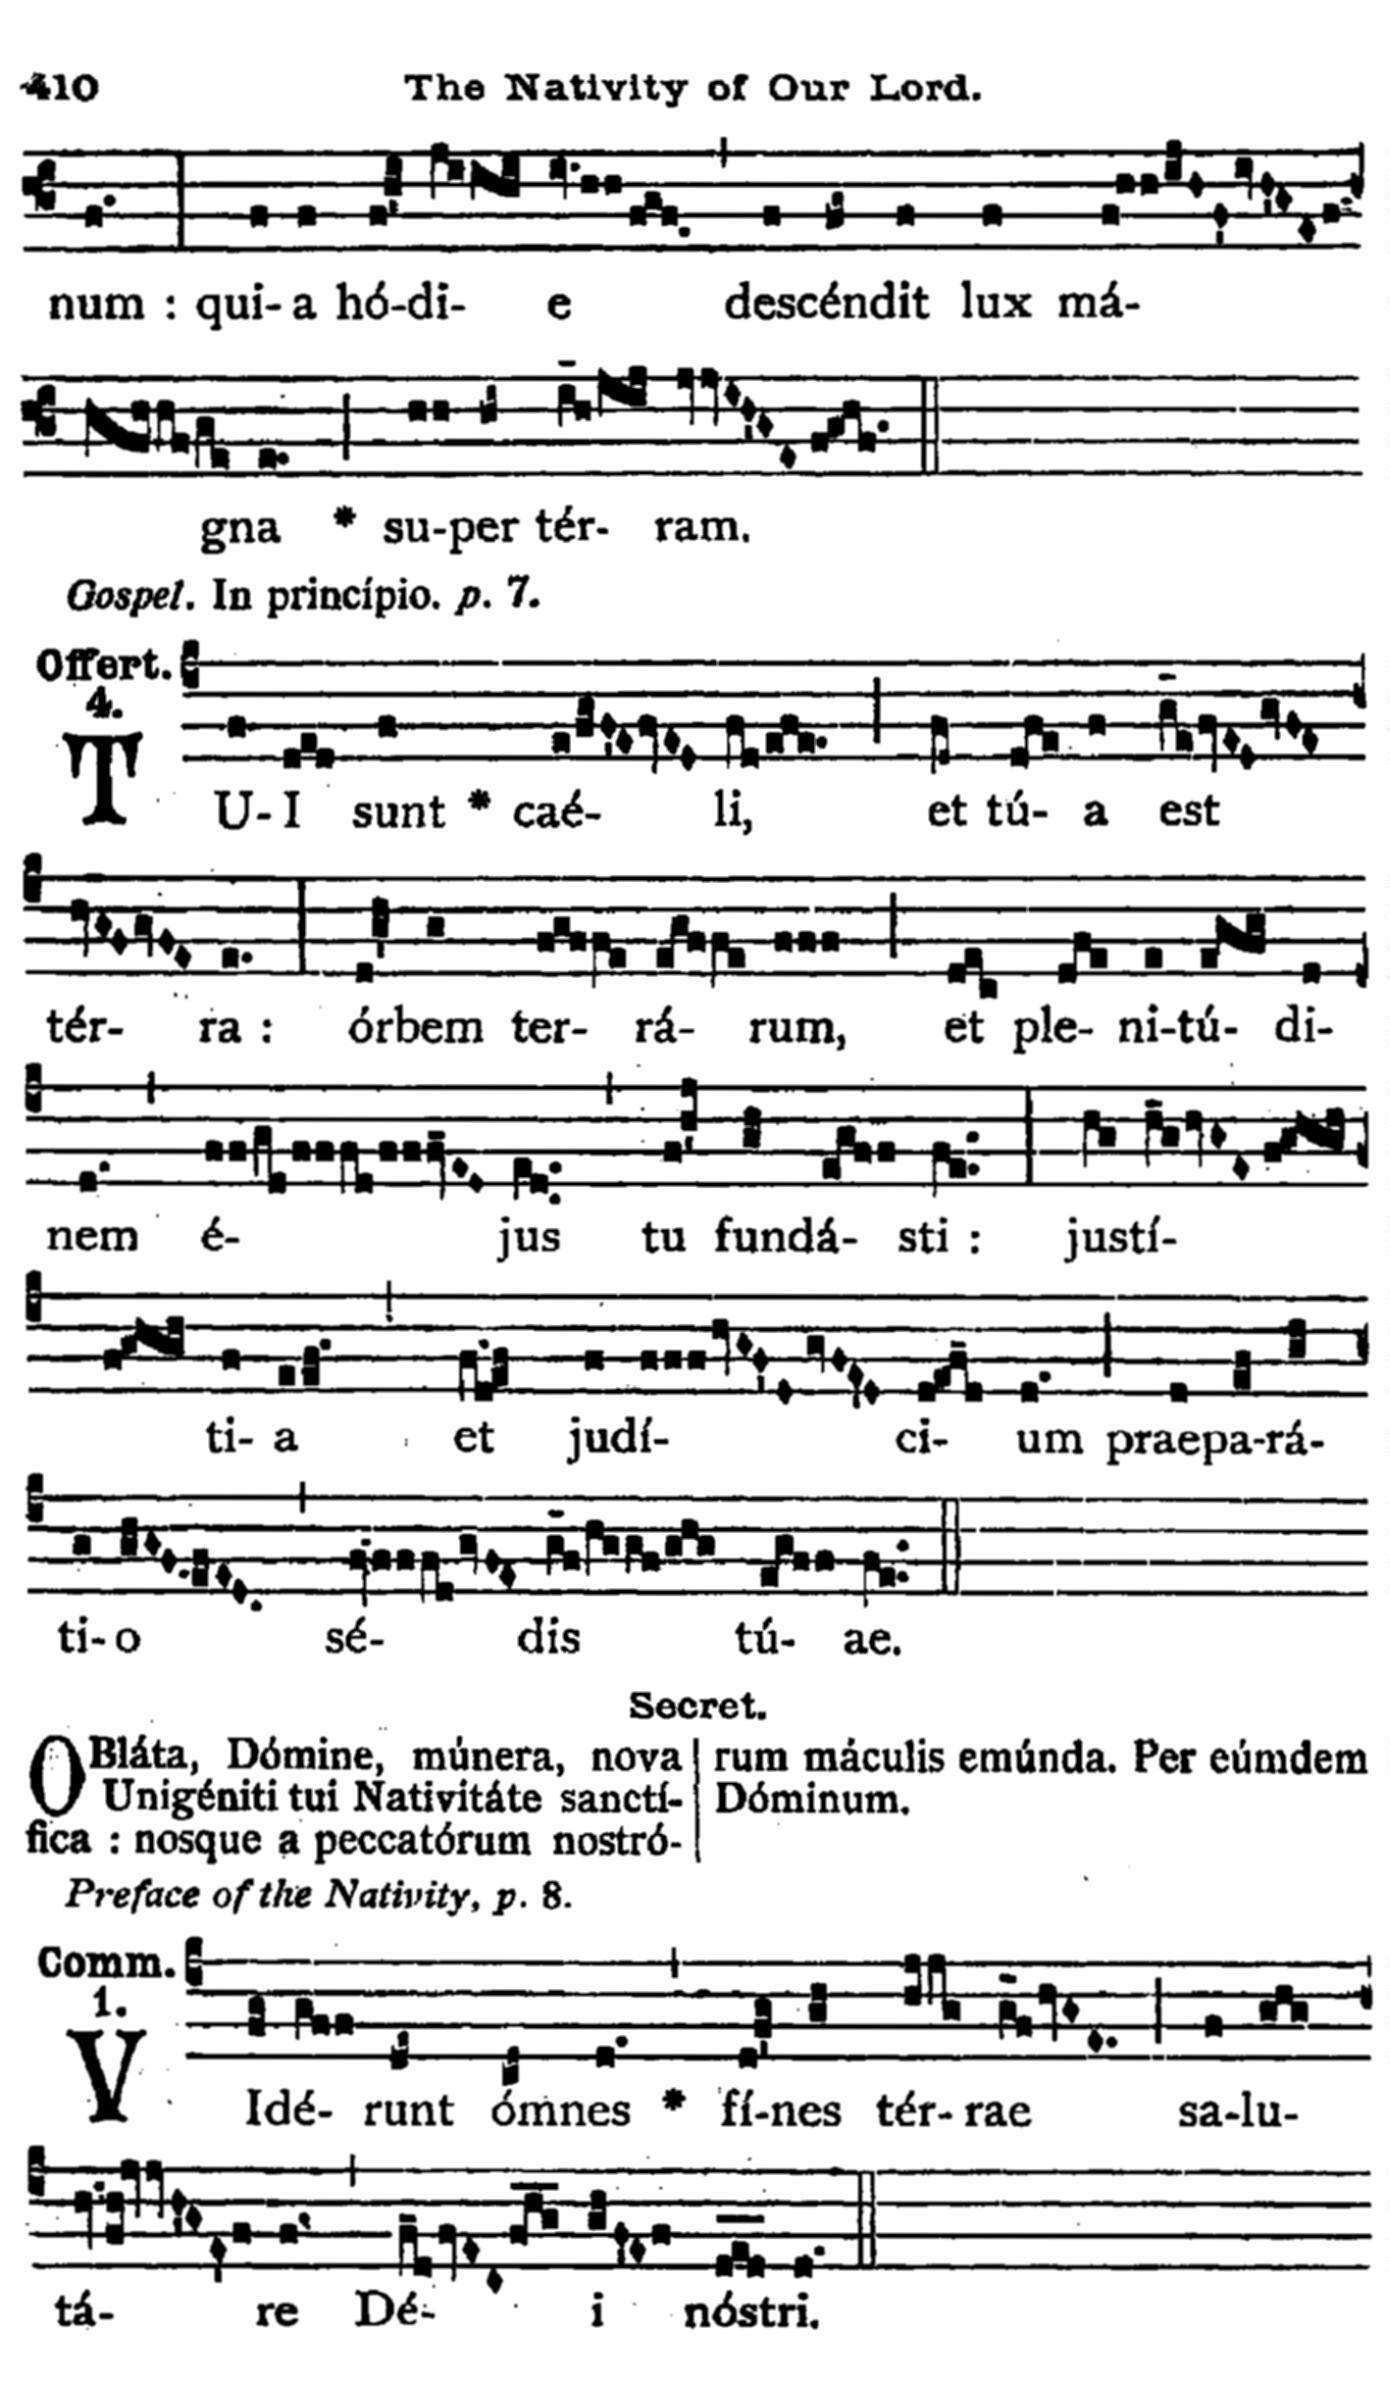 410 The Nativity of Our Lord.
num : qui- a hó-di- e descéndit lux má-
gna * su-per tér- ram.
Gospel. In princípio. p. 7.
Offert.
4.
TU-I sunt * caé- li, et tú- a est
tér- ra : órbem ter- rá- rum, et ple- ni-tú- di-
nem é- jus tu fundá- sti : justí-
ti- a et judí- ci- um praepa-rá-
ti- o sé- dis tú- ae.
Secret.
OBláta, Dómine, múnera, nova
Unigéniti tui Nativitáte sanctí-
fica : nosque a peccatórum nostró-
rum máculis emúnda. Per eúmdem
Dóminum.
Preface of the Nativity, p. 8.
Comm.
1.
VIdé- runt ómnes * fí-nes tér- rae sa-lu-
tá- re Dé- i nóstri.